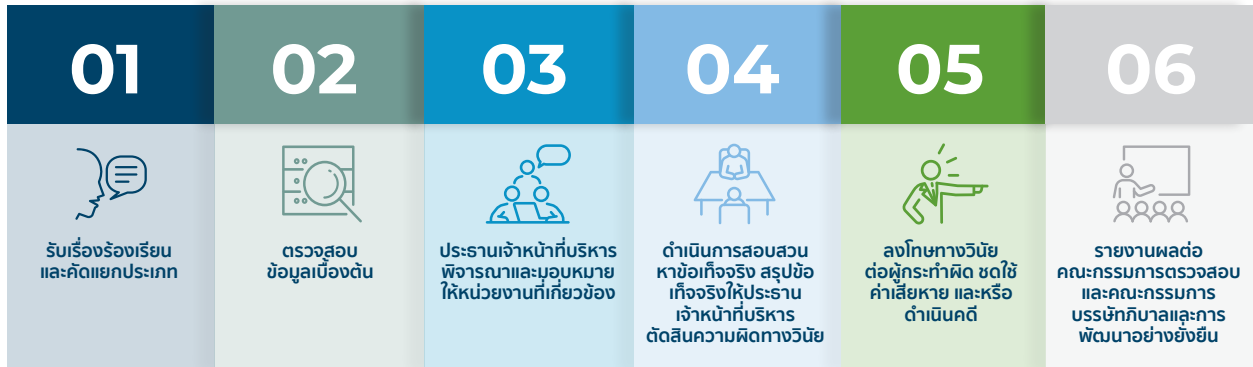 01
รับเรื่องร้องเรียน
และคัดแยกประเภท
02
ตรวจสอบ
ข้อมูลเบื้องต้น
03
ประธานเจ้าหน้าที่บริหาร
พิจารณาและมอบหมาย
ให้หน่วยงานที่เกี่ยวข้อง
04
ดำเนินการสอบสวน
หาข้อเท็จจริง สรุปข้อ
เท็จจริงให้ประธาน
เจ้าหน้าที่บริหาร
ตัดสินความผิดทางวินัย
05
ลงโทษทางวินัย
ต่อผู้กระทำผิด ชดใช้
ค่าเสียหาย และหรือ
ดำเนินคดี
06
รายงานผลต่อ
คณะกรรมการตรวจสอบ
และคณะกรรมการ
บรรษัทภิบาลและการ
พัฒนาอย่างยั่งยืน